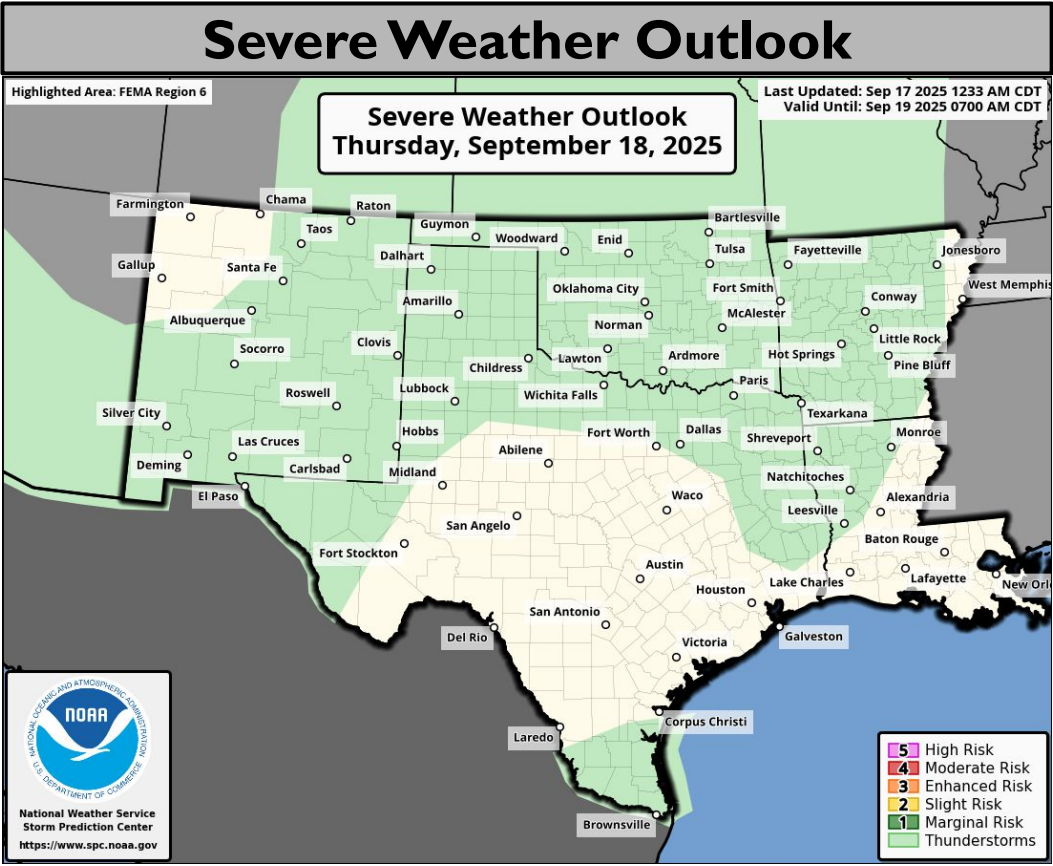 Severe Weather Outlook
Highlighted Area: FEMA Region 6
Last Updated: Sep 17 2025 1233 AM CDT
Valid Until: Sep 19 2025 0700 AM CDT
Severe Weather Outlook
Thursday, September 18, 2025
Farmington
Chama
Raton
Taos
Guymon
Woodward
Enid
Bartlesville
Tulsa
Fayetteville
Jonesboro
Gallup
Santa Fe
Dalhart
Oklahoma City
Fort Smith
West Memphis
Albuquerque
Amarillo
Norman
McAlester
Conway
Little Rock
Socorro
Clovis
Childress
Lawton
Ardmore
Hot Springs
Pine Bluff
Roswell
Lubbock
Wichita Falls
Paris
Texarkana
Silver City
Las Cruces
Hobbs
Fort Worth
Dallas
Shreveport
Monroe
Deming
Carlsbad
Midland
Abilene
Natchitoches
El Paso
Waco
Leesville
Alexandria
San Angelo
Fort Stockton
Baton Rouge
Austin
Houston
Lake Charles
Lafayette
New Orl
San Antonio
Del Rio
Victoria
Galveston
Laredo
Corpus Christi
Brownsville
NATIONAL OCEANIC AND ATMOSPHERIC ADMINISTRATION
NOAA
U.S. DEPARTMENT OF COMMERCE
National Weather Service
Storm Prediction Center
https://www.spc.noaa.gov
5 High Risk
4 Moderate Risk
3 Enhanced Risk
2 Slight Risk
1 Marginal Risk
Thunderstorms